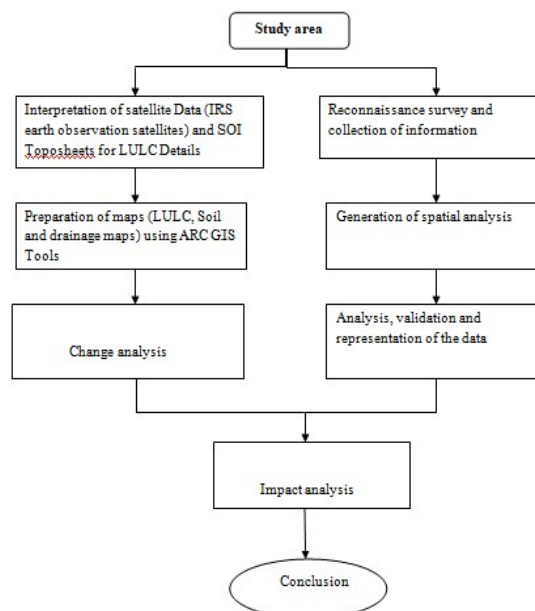 Study area
Interpretation of satellite Data (IRS
earth observation satellites) and SOI
Toposheets for LULC Details
Reconnaissance survey and
collection of information
Preparation of maps (LULC, Soil
and drainage maps) using ARC GIS
Tools
Generation of spatial analysis
Change analysis
Analysis, validation and
representation of the data
Impact analysis
Conclusion